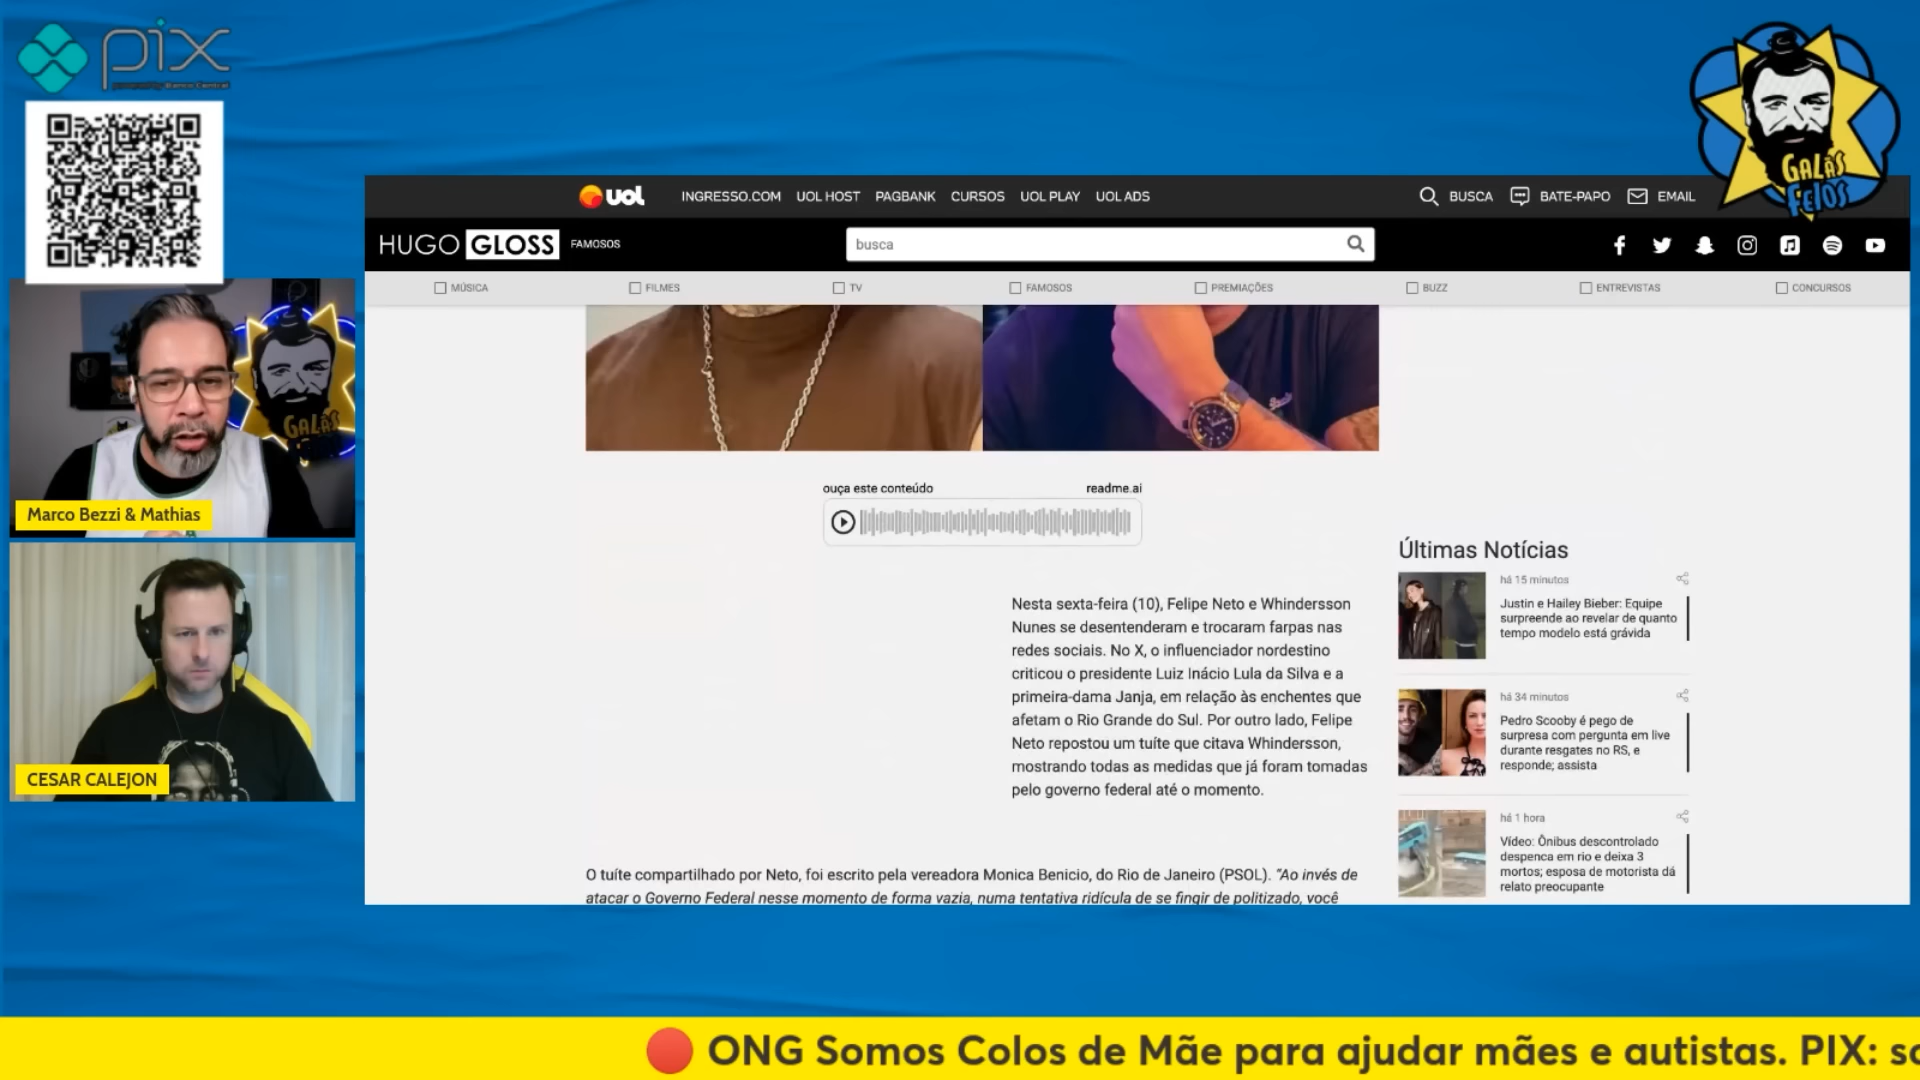 pix
powered by Banco Central
GALÃS
FEIOS
uol
INGRESSO.COM UOL HOST PAGBANK CURSOS UOL PLAY UOL ADS
BUSCA BATE-PAPO EMAIL
HUGO GLOSS FAMOSOS
busca
MÚSICA FILMES TV FAMOSOS PREMIAÇÕES BUZZ ENTREVISTAS CONCURSOS
GALÃS
Marco Bezzi & Mathias
CESAR CALEJON
ouça este conteúdo readme.ai
Nesta sexta-feira (10), Felipe Neto e Whindersson
Nunes se desentenderam e trocaram farpas nas
redes sociais. No X, o influenciador nordestino
criticou o presidente Luiz Inácio Lula da Silva e a
primeira-dama Janja, em relação às enchentes que
afetam o Rio Grande do Sul. Por outro lado, Felipe
Neto repostou um tuíte que citava Whindersson,
mostrando todas as medidas que já foram tomadas
pelo governo federal até o momento.
O tuíte compartilhado por Neto, foi escrito pela vereadora Monica Benicio, do Rio de Janeiro (PSOL). “Ao invés de
atacar o Governo Federal nesse momento de forma vazia, numa tentativa ridícula de se fingir de politizado, você
Últimas Notícias
há 15 minutos
Justin e Hailey Bieber: Equipe
surpreende ao revelar de quanto
tempo modelo está grávida
há 34 minutos
Pedro Scooby é pego de
surpresa com pergunta em live
durante resgates no RS, e
responde; assista
há 1 hora
Vídeo: Ônibus descontrolado
despenca em rio e deixa 3
mortos; esposa de motorista dá
relato preocupante
ONG Somos Colos de Mãe para ajudar mães e autistas. PIX: so